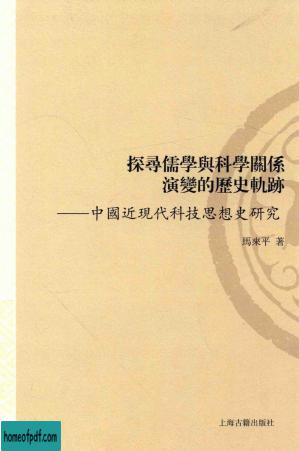 探尋儒學與科學關係
演變的歷史軌跡
——中國近現代科技思想史研究
馬來平 著
上海古籍出版社
homeofpdf.com